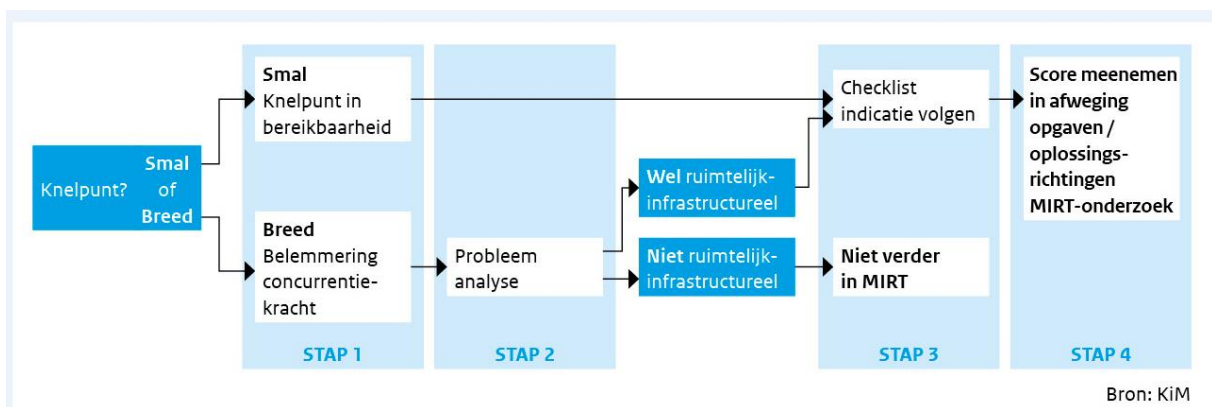 Knelpunt?
Smal
of
Breed
Smal
Knelpunt in
bereikbaarheid
Breed
Belemmering
concurrentie-
kracht
STAP 1
Probleem
analyse
STAP 2
Wel ruimtelijk-
infrastructureel
Niet ruimtelijk-
infrastructureel
Checklist
indicatie volgen
Niet verder
in MIRT
STAP 3
Score meenemen
in afweging
opgaven /
oplossings-
richtingen
MIRT-onderzoek
STAP 4
Bron: KiM